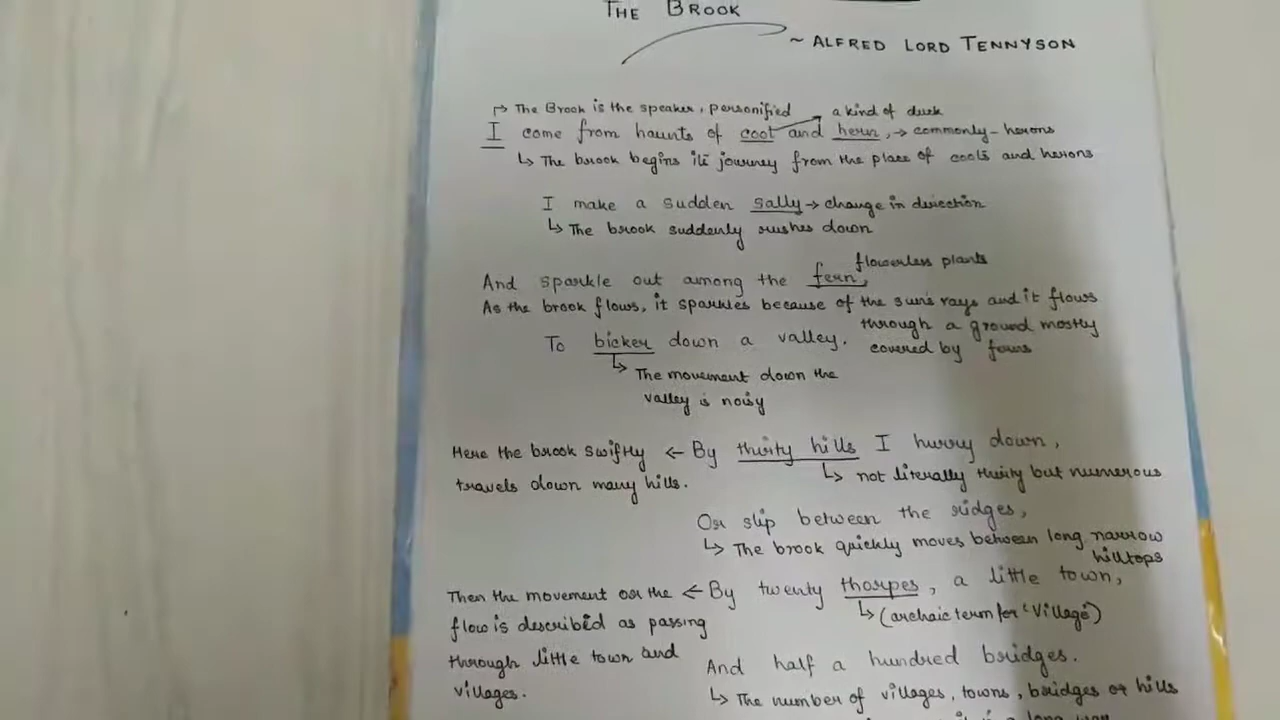 THE BROOK
~ ALFRED LORD TENNYSON
The Brook is the speaker, personified
a kind of duck
I come from haunts of coot and hern, → commonly - herons
↳ The brook begins its journey from the place of coots and herons
I make a sudden sally → change in direction
↳ The brook suddenly rushes down
flowerless plants
And sparkle out among the fern,
As the brook flows, it sparkles because of the sun's rays and it flows
through a ground mostly
covered by ferns
To bicker down a valley.
↳ The movement down the
valley is noisy
Here the brook swiftly
travels down many hills.
← By thirty hills I hurry down,
↳ not literally thirty but numerous
Or slip between the ridges,
↳ The brook quickly moves between long narrow
hilltops
Then the movement or the
flow is described as passing
through little town and
villages.
← By twenty thorpes, a little town,
↳ (archaic term for 'Village')
And half a hundred bridges.
↳ The number of villages, towns, bridges or hills
a long way